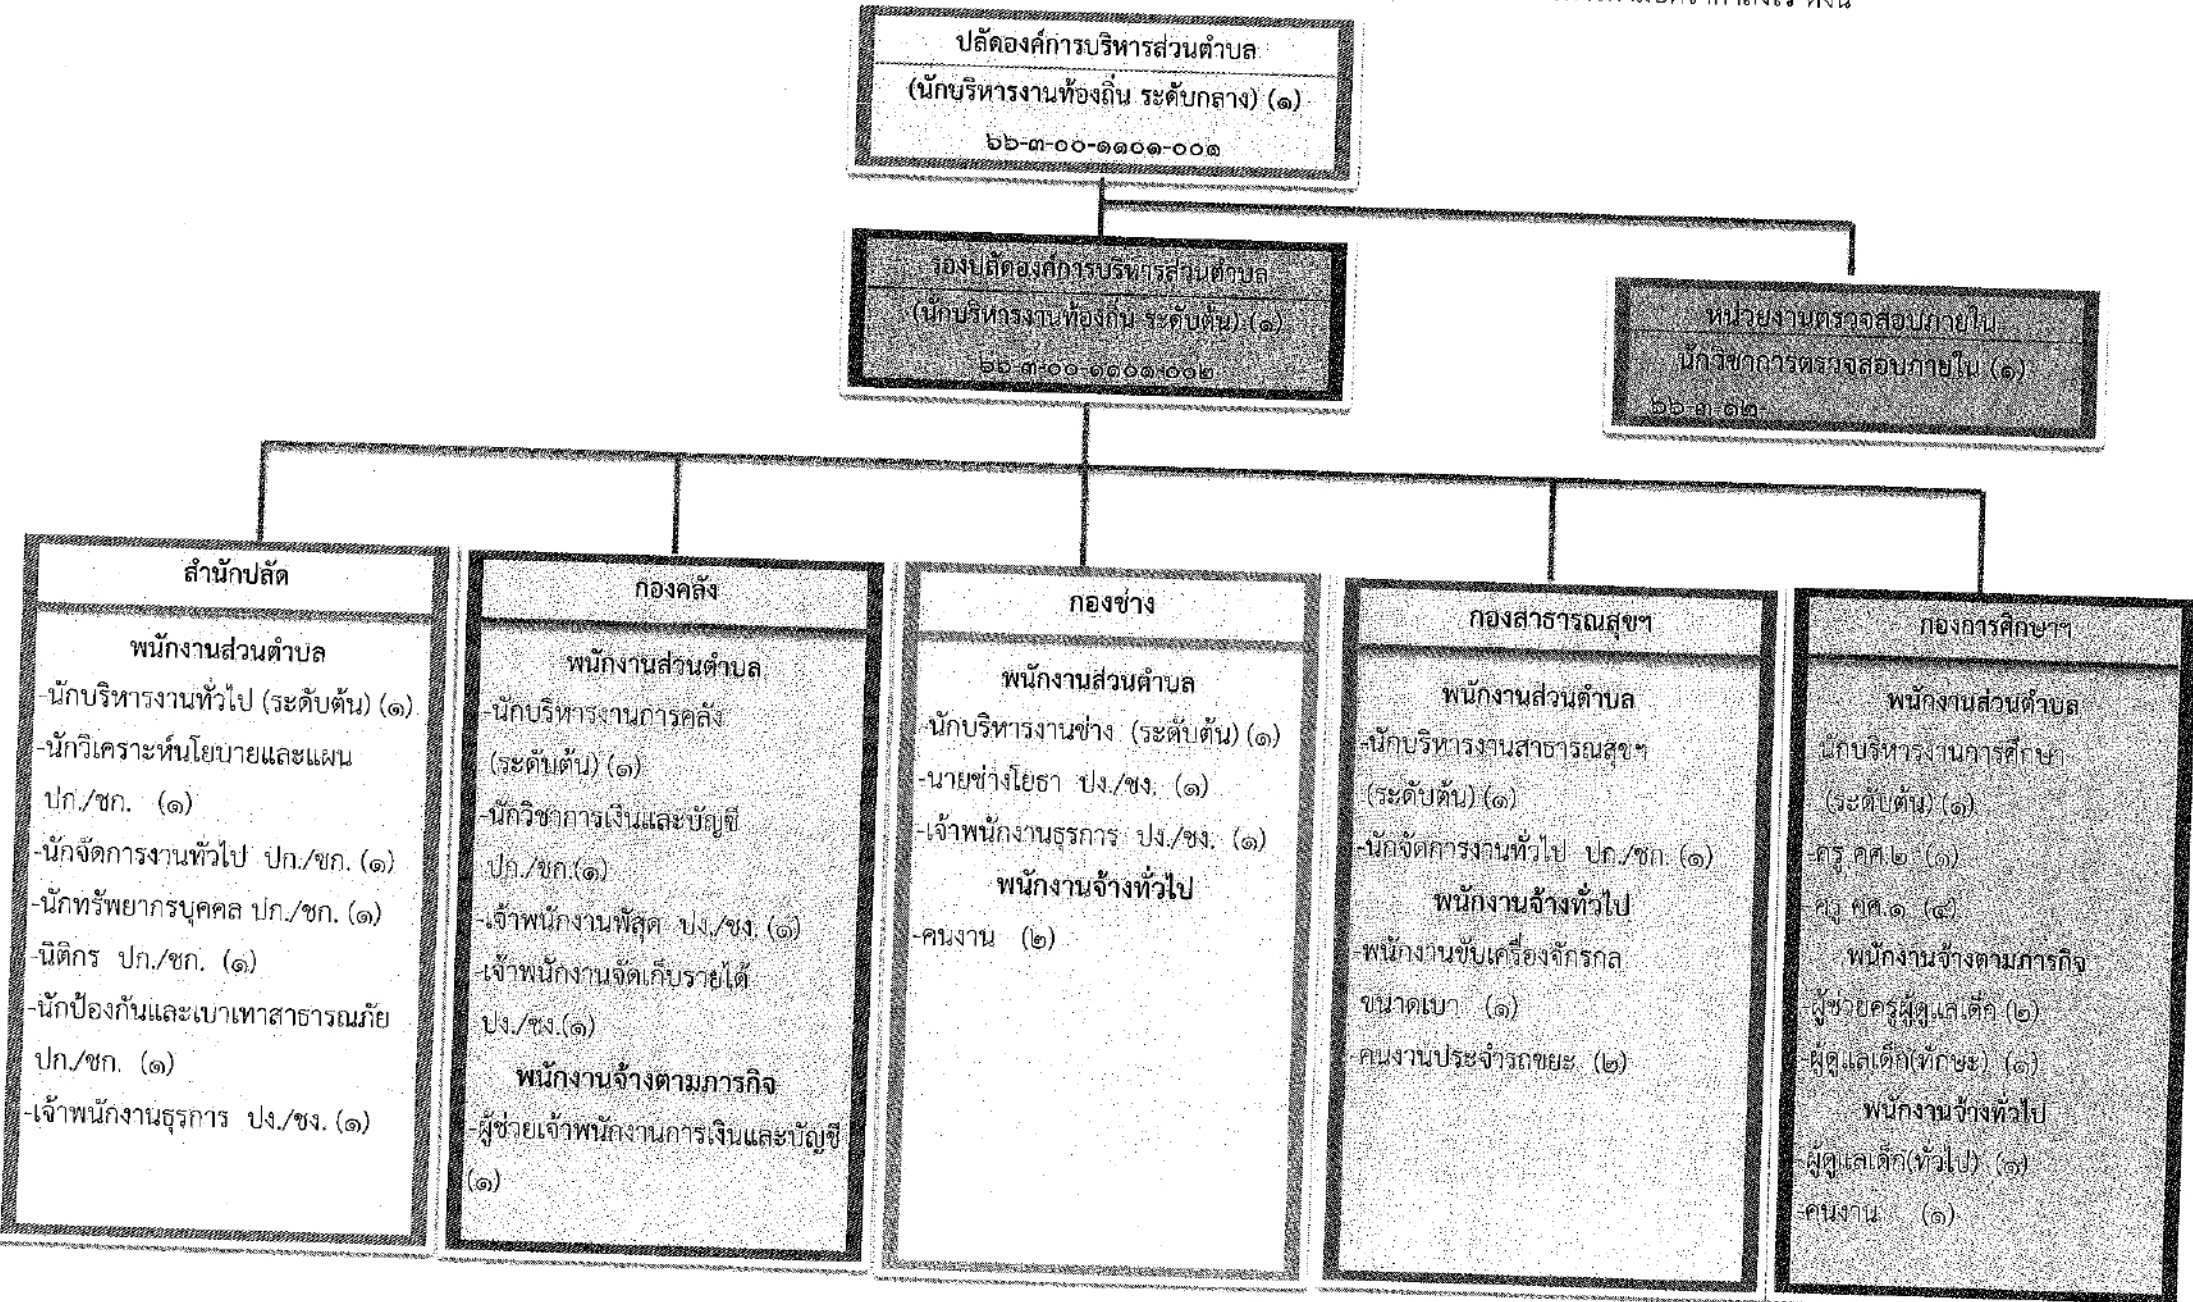 ปลัดองค์การบริหารส่วนตำบล
(นักบริหารงานท้องถิ่น ระดับกลาง) (๑)
๖๖-๓-๐๐-๑๑๐๑-๐๐๑
รองปลัดองค์การบริหารส่วนตำบล
(นักบริหารงานท้องถิ่น ระดับต้น) (๑)
๖๖-๓-๐๐-๑๑๐๑-๐๐๒
หน่วยงานตรวจสอบภายใน
นักวิชาการตรวจสอบภายใน (๑)
๖๖-๓-๑๒-
สำนักปลัด
พนักงานส่วนตำบล
-นักบริหารงานทั่วไป (ระดับต้น) (๑)
-นักวิเคราะห์นโยบายและแผน
ปก./ชก. (๑)
-นักจัดการงานทั่วไป ปก./ชก. (๑)
-นักทรัพยากรบุคคล ปก./ชก. (๑)
-นิติกร ปก./ชก. (๑)
-นักป้องกันและเบาเทาสาธารณภัย
ปก./ชก. (๑)
-เจ้าพนักงานธุรการ ปง./ชง. (๑)
กองคลัง
พนักงานส่วนตำบล
-นักบริหารงานการคลัง
(ระดับต้น) (๑)
-นักวิชาการเงินและบัญชี
ปก./ชก.(๑)
-เจ้าพนักงานพัสดุ ปง./ชง. (๑)
-เจ้าพนักงานจัดเก็บรายได้
ปง./ชง.(๑)
พนักงานจ้างตามภารกิจ
-ผู้ช่วยเจ้าพนักงานการเงินและบัญชี
(๑)
กองช่าง
พนักงานส่วนตำบล
-นักบริหารงานช่าง (ระดับต้น) (๑)
-นายช่างโยธา ปง./ชง. (๑)
-เจ้าพนักงานธุรการ ปง./ชง. (๑)
พนักงานจ้างทั่วไป
-คนงาน (๒)
กองสาธารณสุขฯ
พนักงานส่วนตำบล
-นักบริหารงานสาธารณสุขฯ
(ระดับต้น) (๑)
-นักจัดการงานทั่วไป ปก./ชก. (๑)
พนักงานจ้างทั่วไป
-พนักงานขับเครื่องจักรกล
ขนาดเบา (๑)
-คนงานประจำรถขยะ (๒)
กองการศึกษาฯ
พนักงานส่วนตำบล
-นักบริหารงานการศึกษา
(ระดับต้น) (๑)
-ครู คศ.๒ (๑)
-ครู คศ.๑ (๔)
พนักงานจ้างตามภารกิจ
-ผู้ช่วยครูผู้ดูแลเด็ก (๒)
-ผู้ดูแลเด็ก(ทักษะ) (๑)
พนักงานจ้างทั่วไป
-ผู้ดูแลเด็ก(ทั่วไป) (๑)
-คนงาน (๑)